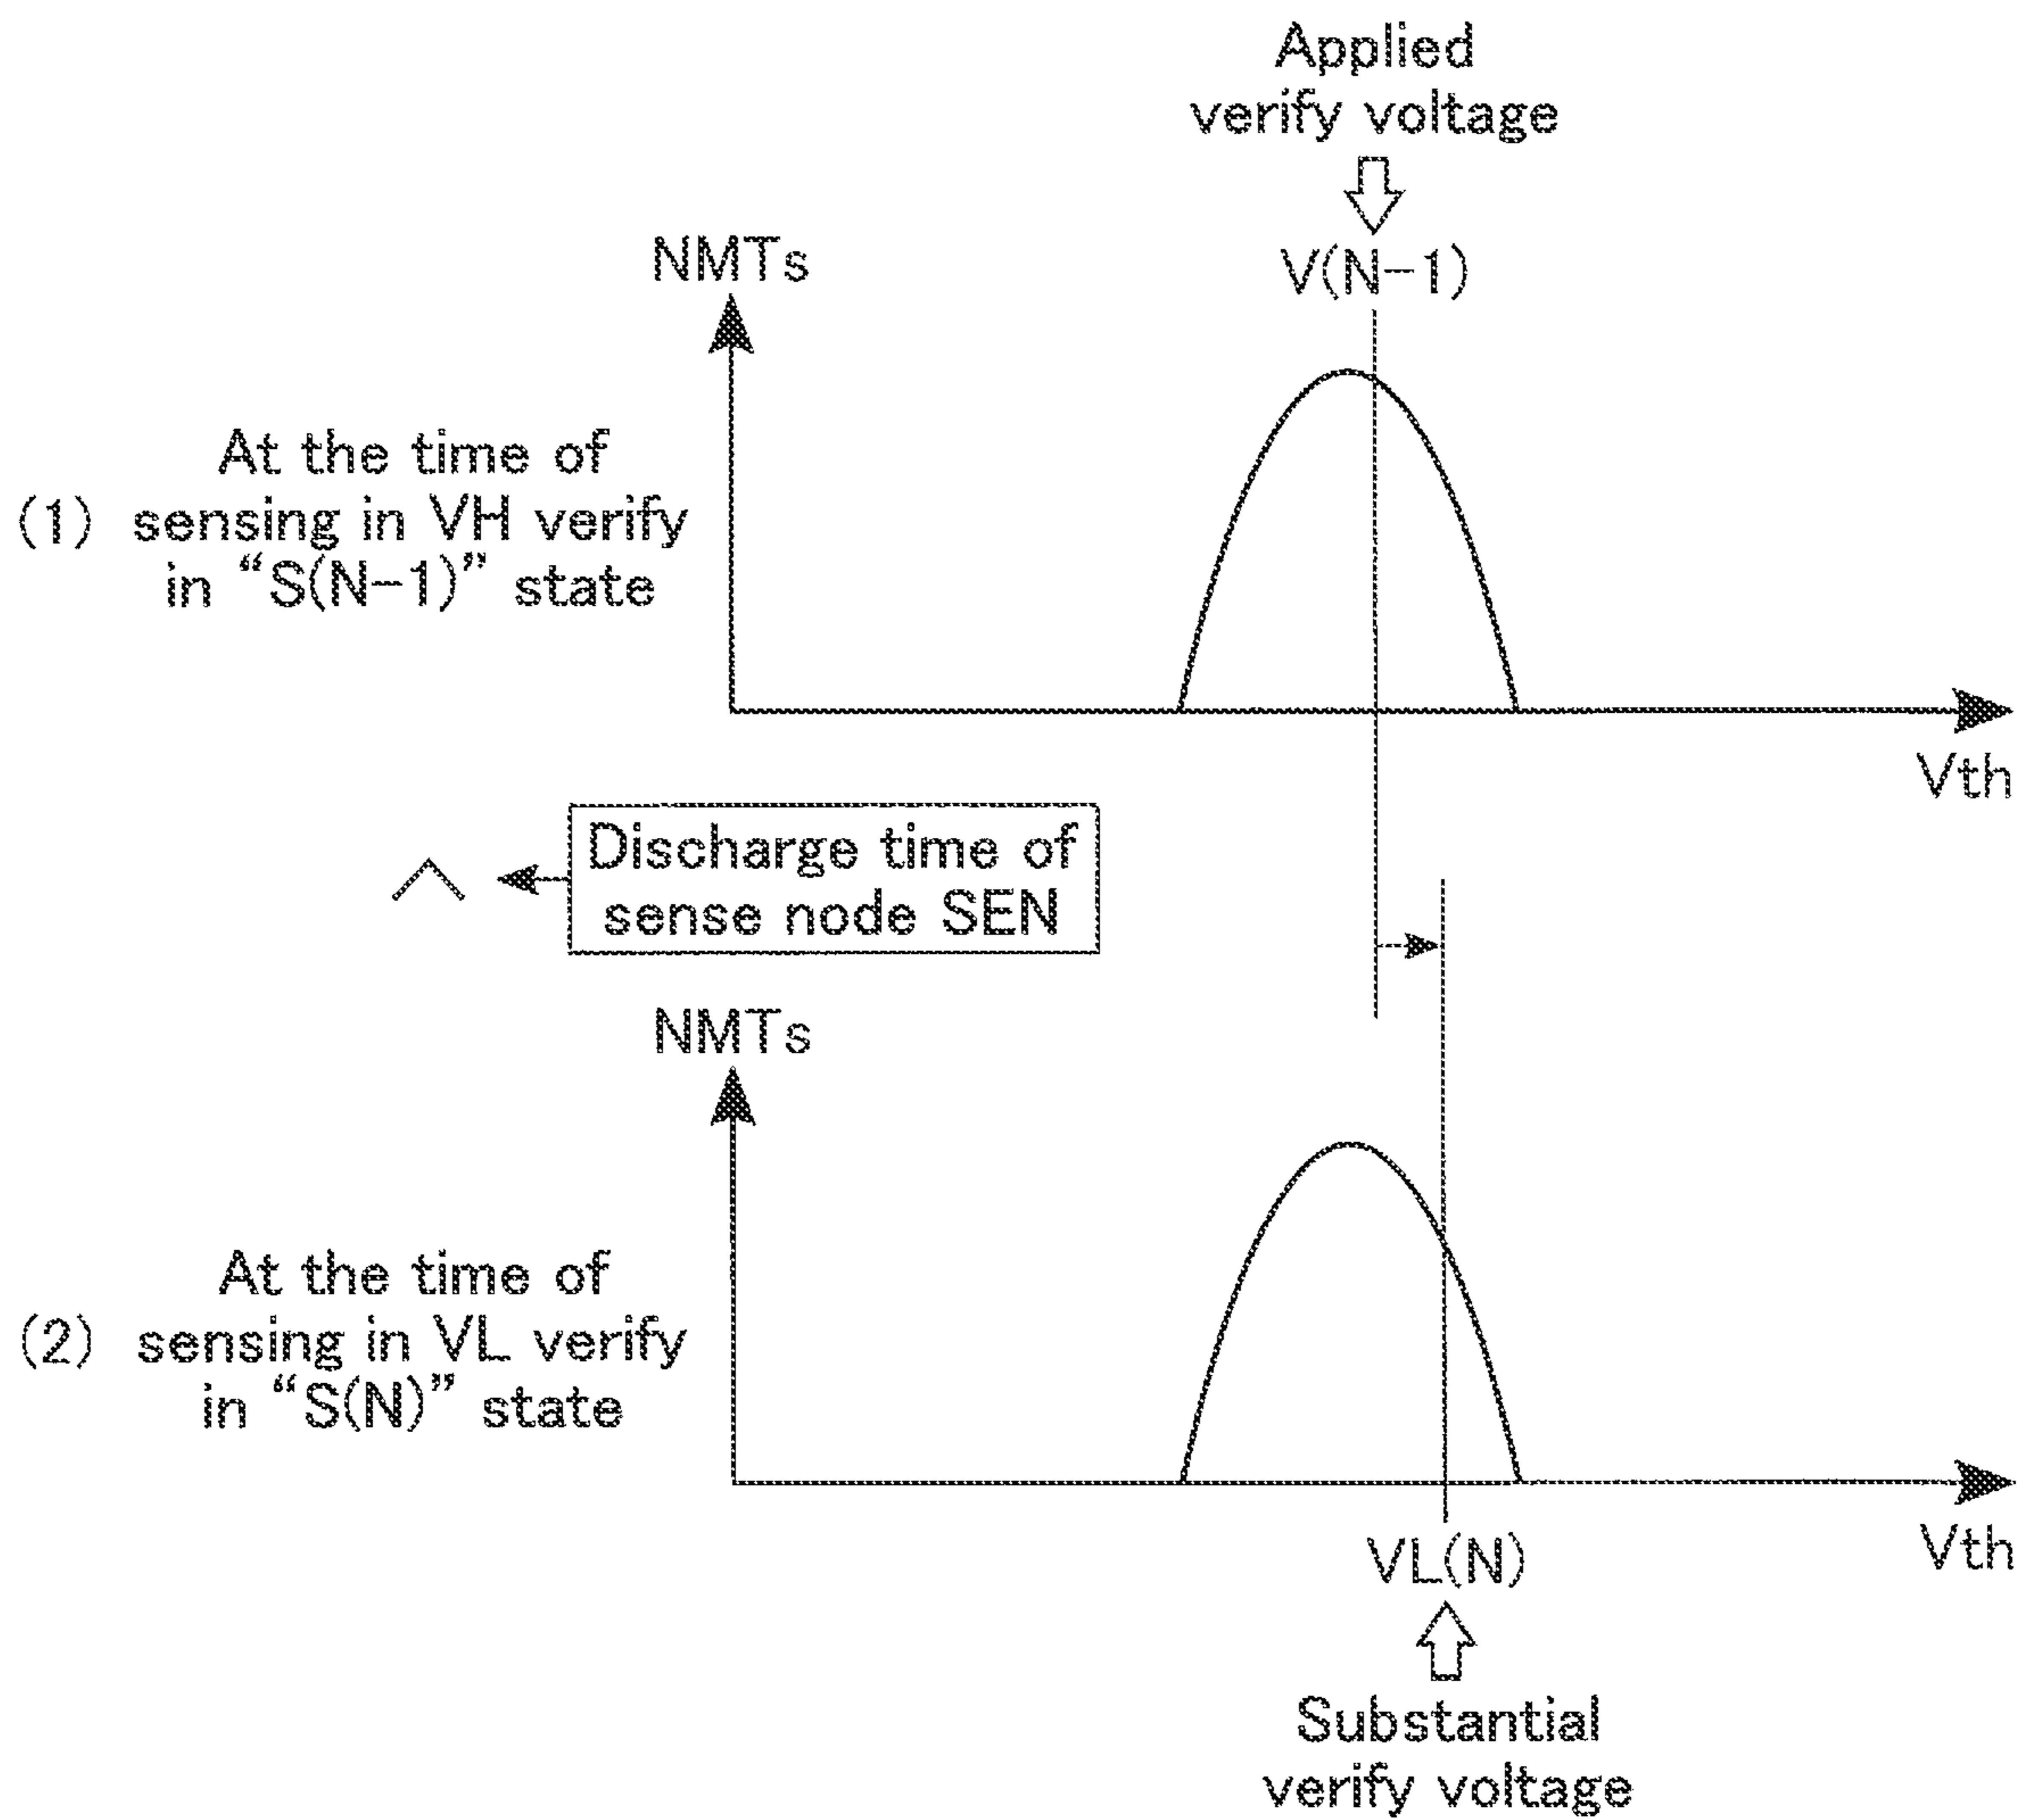 Applied
verify voltage
V(N-1)
NMTs
At the time of
(1) sensing in VH verify
in “S(N-1)” state
Vth
Discharge time of
sense node SEN
NMTs
At the time of
(2) sensing in VL verify
in “S(N)” state
Vth
VL(N)
Substantial
verify voltage